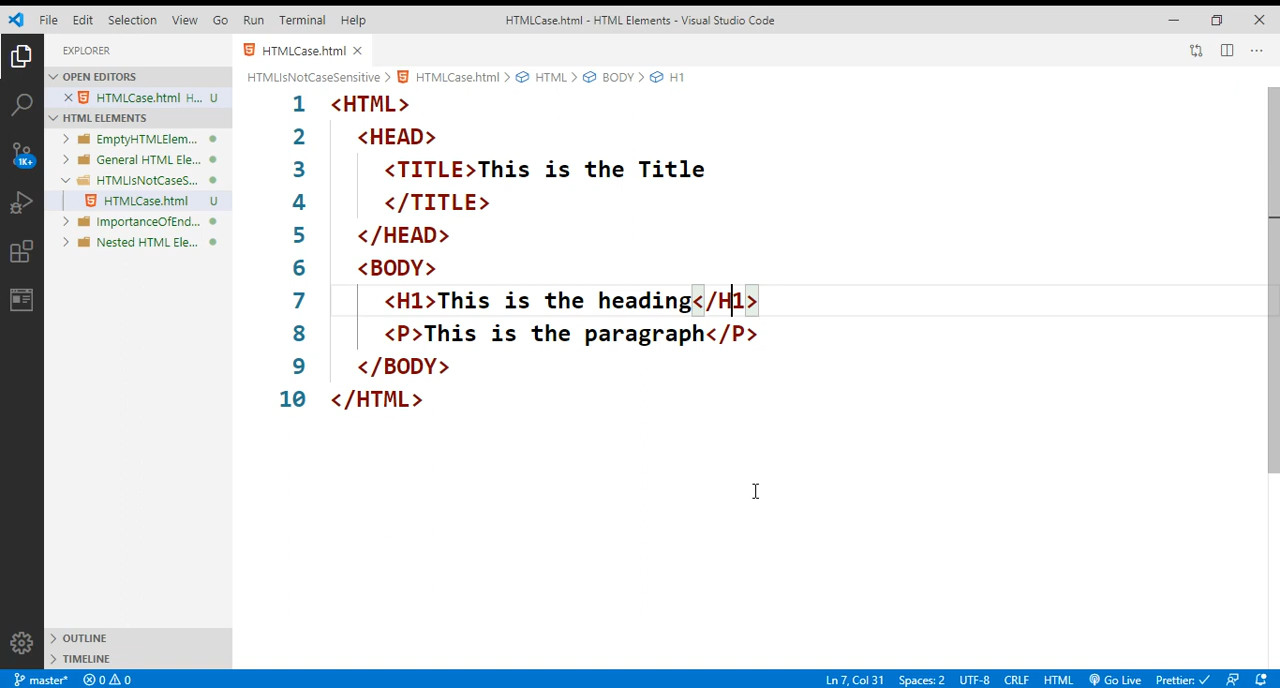 File Edit Selection View Go Run Terminal Help
HTMLCase.html - HTML Elements - Visual Studio Code
EXPLORER
HTMLCase.html
OPEN EDITORS
HTMLCase.html H... U
HTML ELEMENTS
EmptyHTMLElem...
General HTML Ele...
HTMLIsNotCaseS...
HTMLCase.html U
ImportanceOfEnd...
Nested HTML Ele...
OUTLINE
TIMELINE
1K+
HTMLIsNotCaseSensitive > HTMLCase.html > HTML > BODY > H1
1 <HTML>
2 <HEAD>
3 <TITLE>This is the Title
4 </TITLE>
5 </HEAD>
6 <BODY>
7 <H1>This is the heading</H1>
8 <P>This is the paragraph</P>
9 </BODY>
10 </HTML>
master* 0 0 Ln 7, Col 31 Spaces: 2 UTF-8 CRLF HTML Go Live Prettier: ✓